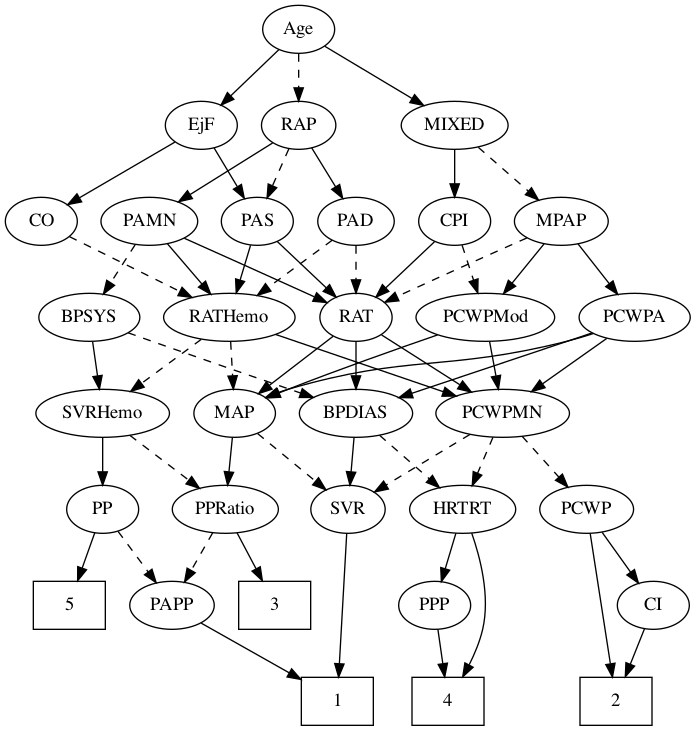 Age
EjF
RAP
MIXED
CO
PAMN
PAS
PAD
CPI
MPAP
BPSYS
RATHemo
RAT
PCWPMod
PCWPA
SVRHemo
MAP
BPDIAS
PCWPMN
PP
PPRatio
SVR
HRTRT
PCWP
5
PAPP
3
PPP
CI
1
4
2